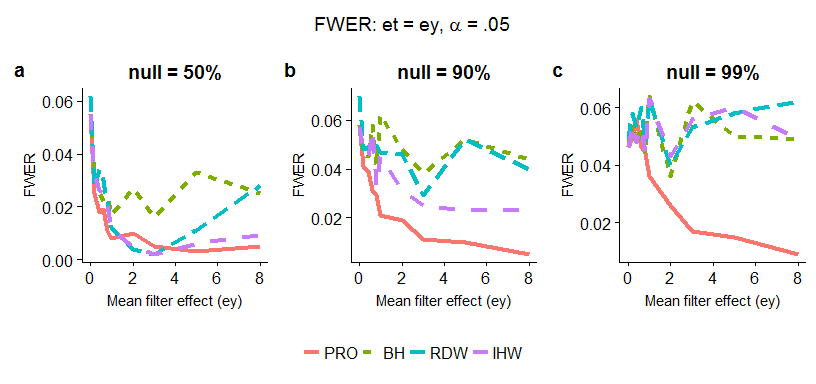 FWER: et = ey, α = .05
a null = 50%
FWER
0.06
0.04
0.02
0.00
0 2 4 6 8
Mean filter effect (ey)
b null = 90%
FWER
0.06
0.04
0.02
0 2 4 6 8
Mean filter effect (ey)
c null = 99%
FWER
0.06
0.04
0.02
0 2 4 6 8
Mean filter effect (ey)
PRO BH RDW IHW